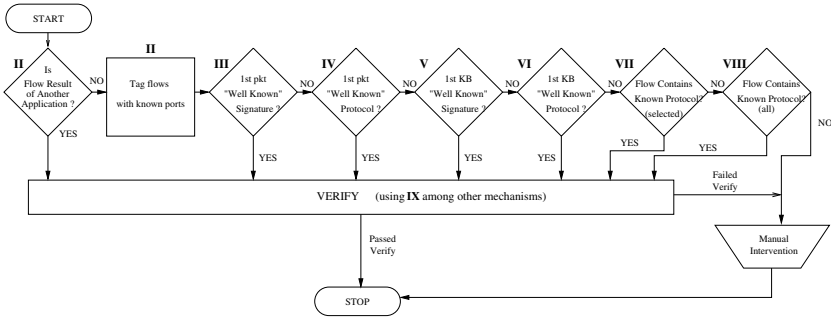 START
II
Is
Flow Result
of Another
Application ?
NO
YES
II
Tag flows
with known ports
III
1st pkt
"Well Known"
Signature ?
NO
YES
IV
1st pkt
"Well Known"
Protocol ?
NO
YES
V
1st KB
"Well Known"
Signature ?
NO
YES
VI
1st KB
"Well Known"
Protocol ?
NO
YES
VII
Flow Contains
Known Protocol?
(selected)
NO
YES
VIII
Flow Contains
Known Protocol?
(all)
NO
YES
VERIFY (using IX among other mechanisms)
Failed
Verify
Passed
Verify
Manual
Intervention
STOP